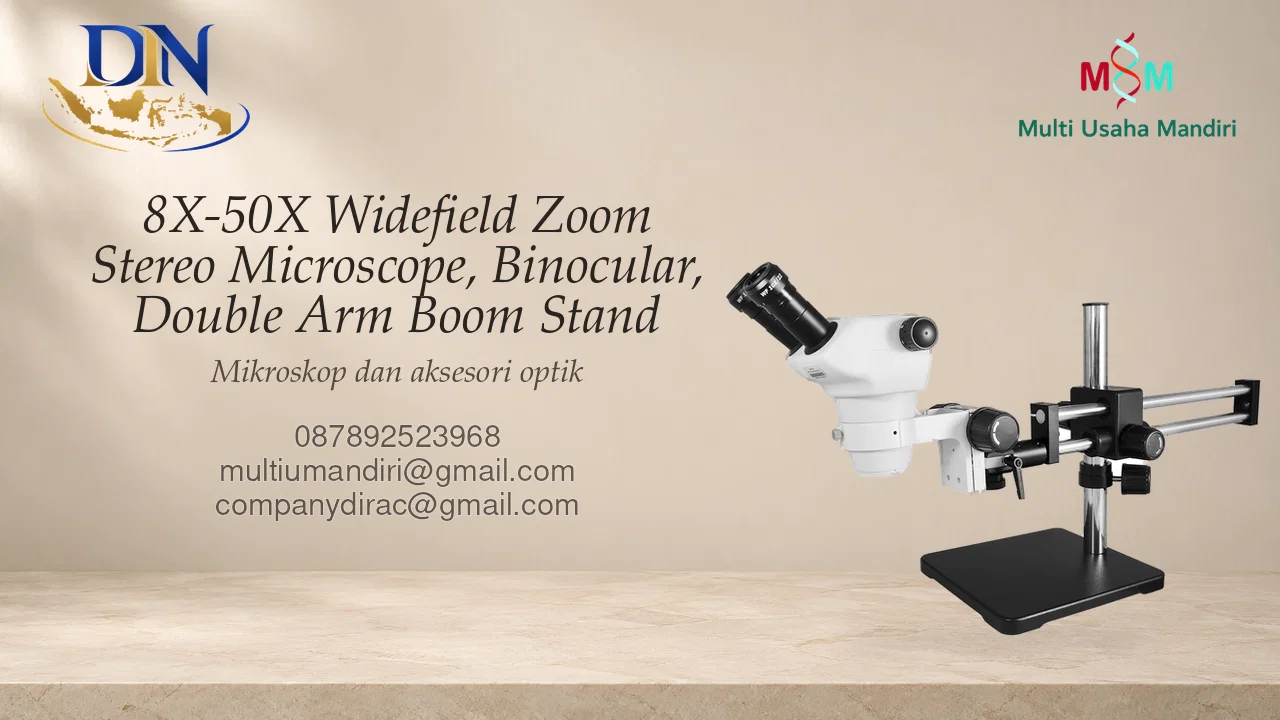 DIN
M M
Multi Usaha Mandiri
8X-50X Widefield Zoom
Stereo Microscope, Binocular,
Double Arm Boom Stand
Mikroskop dan aksesori optik
087892523968
multiumandiri@gmail.com
companydirac@gmail.com